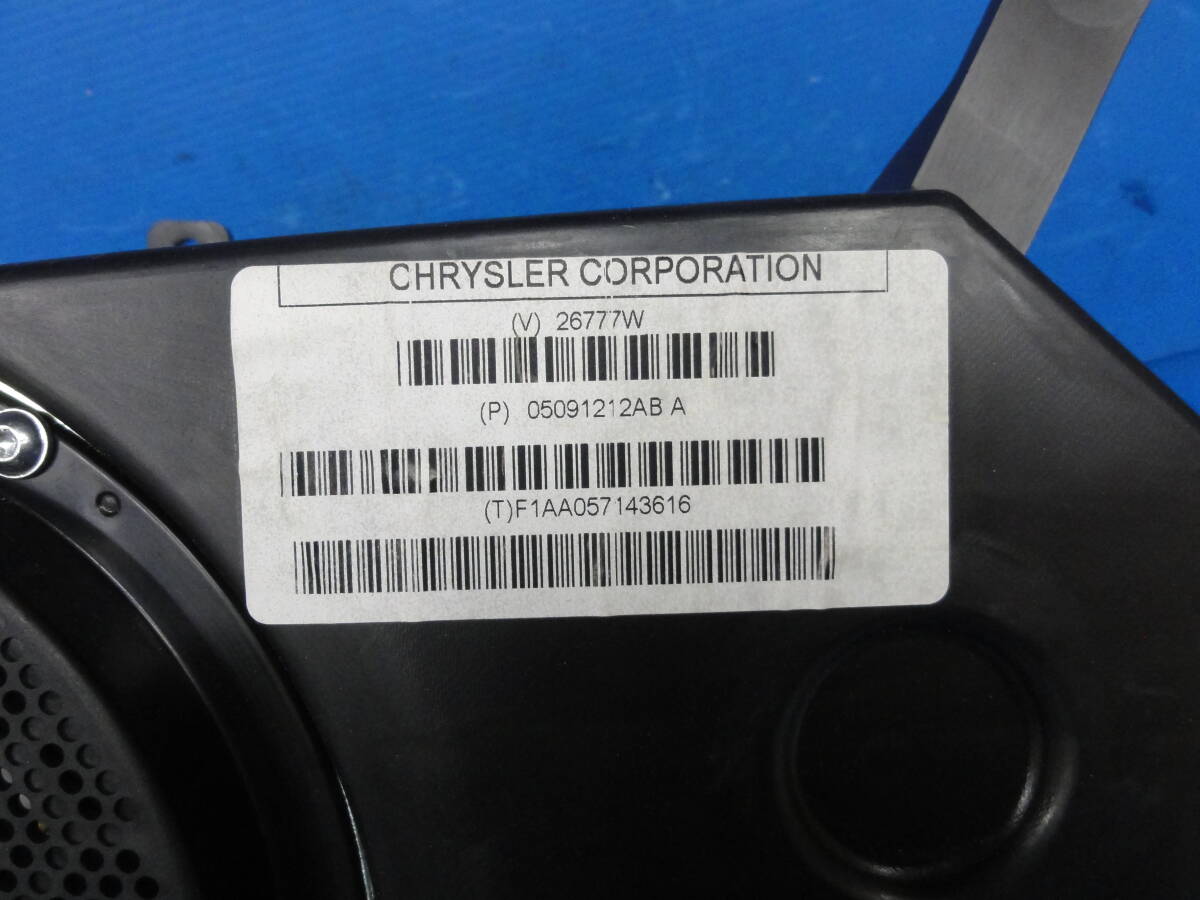 CHRYSLER CORPORATION
(V) 26777W
(P) 05091212AB A
(T)F1AA057143616